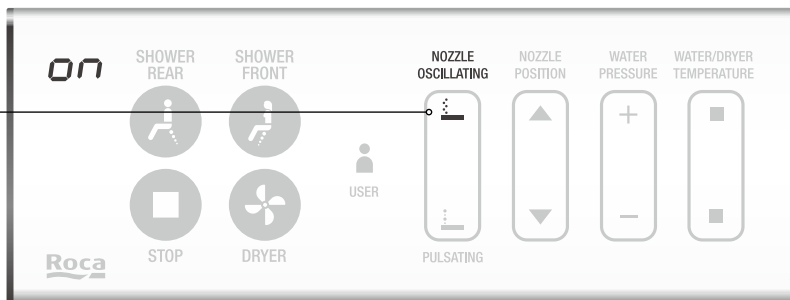 on
SHOWER
REAR
SHOWER
FRONT
NOZZLE
OSCILLATING
NOZZLE
POSITION
WATER
PRESSURE
WATER/DRYER
TEMPERATURE
USER
STOP
DRYER
PULSATING
Roca